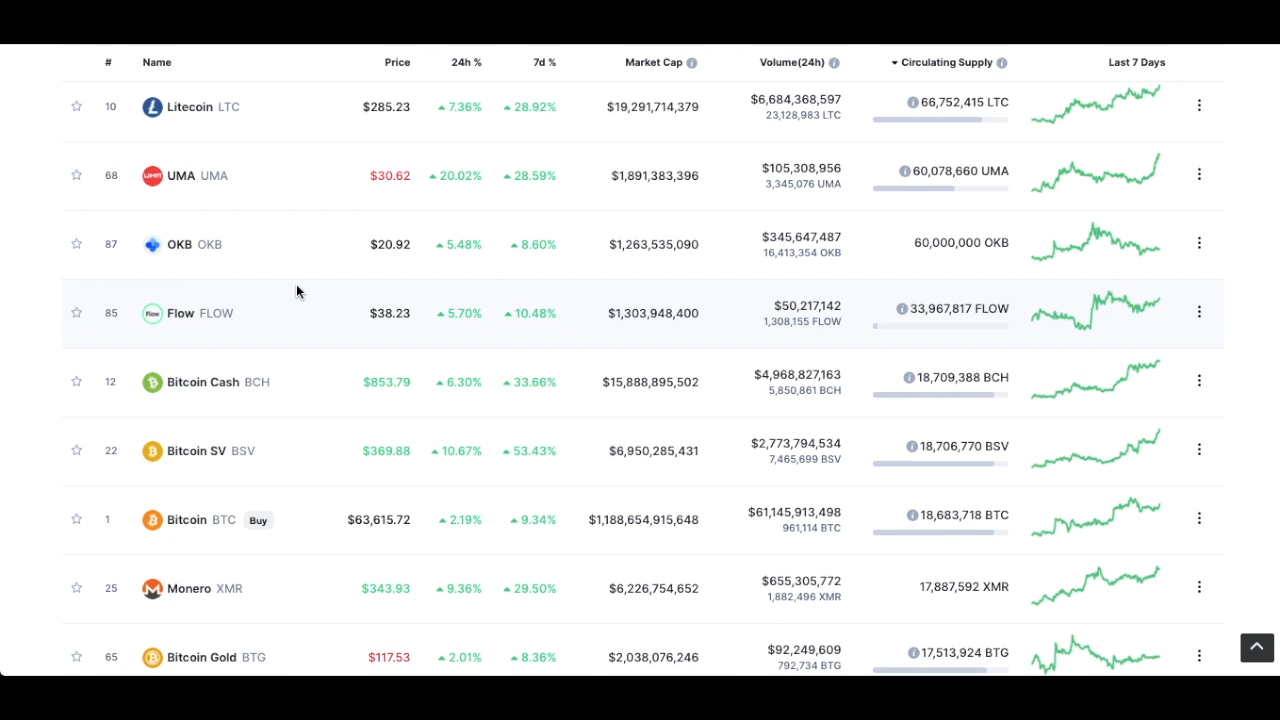 # Name Price 24h % 7d % Market Cap Volume(24h) Circulating Supply Last 7 Days
10 Litecoin LTC $285.23 7.36% 28.92% $19,291,714,379 $6,684,368,597 66,752,415 LTC
23,128,983 LTC
68 UMA UMA $30.62 20.02% 28.59% $1,891,383,396 $105,308,956 60,078,660 UMA
3,345,076 UMA
87 OKB OKB $20.92 5.48% 8.60% $1,263,535,090 $345,647,487 60,000,000 OKB
16,413,354 OKB
Flow
85 Flow FLOW $38.23 5.70% 10.48% $1,303,948,400 $50,217,142 33,967,817 FLOW
1,308,155 FLOW
12 Bitcoin Cash BCH $853.79 6.30% 33.66% $15,888,895,502 $4,968,827,163 18,709,388 BCH
5,850,861 BCH
22 Bitcoin SV BSV $369.88 10.67% 53.43% $6,950,285,431 $2,773,794,534 18,706,770 BSV
7,465,699 BSV
1 Bitcoin BTC Buy $63,615.72 2.19% 9.34% $1,188,654,915,648 $61,145,913,498 18,683,718 BTC
961,114 BTC
25 Monero XMR $343.93 9.36% 29.50% $6,226,754,652 $655,305,772 17,887,592 XMR
1,882,496 XMR
65 Bitcoin Gold BTG $117.53 2.01% 8.36% $2,038,076,246 $92,249,609 17,513,924 BTG
792,734 BTG